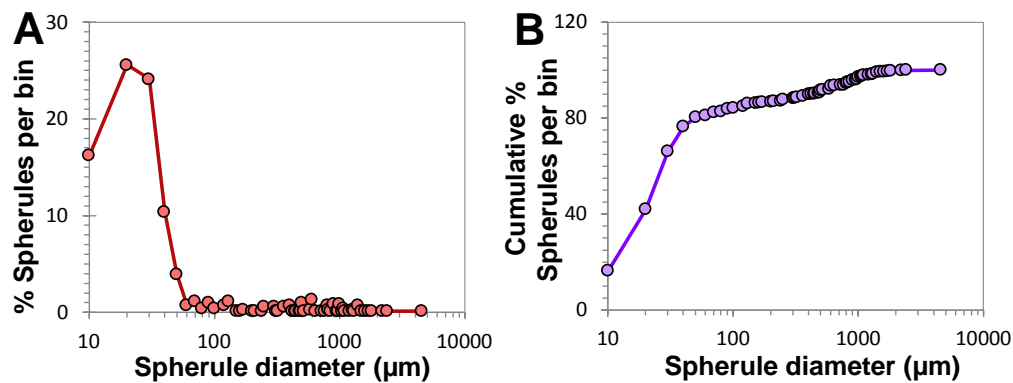 A
% Spherules per bin
30
20
10
0
10
100
1000
10000
Spherule diameter (µm)
B
Cumulative %
Spherules per bin
120
80
40
0
10
100
1000
10000
Spherule diameter (µm)